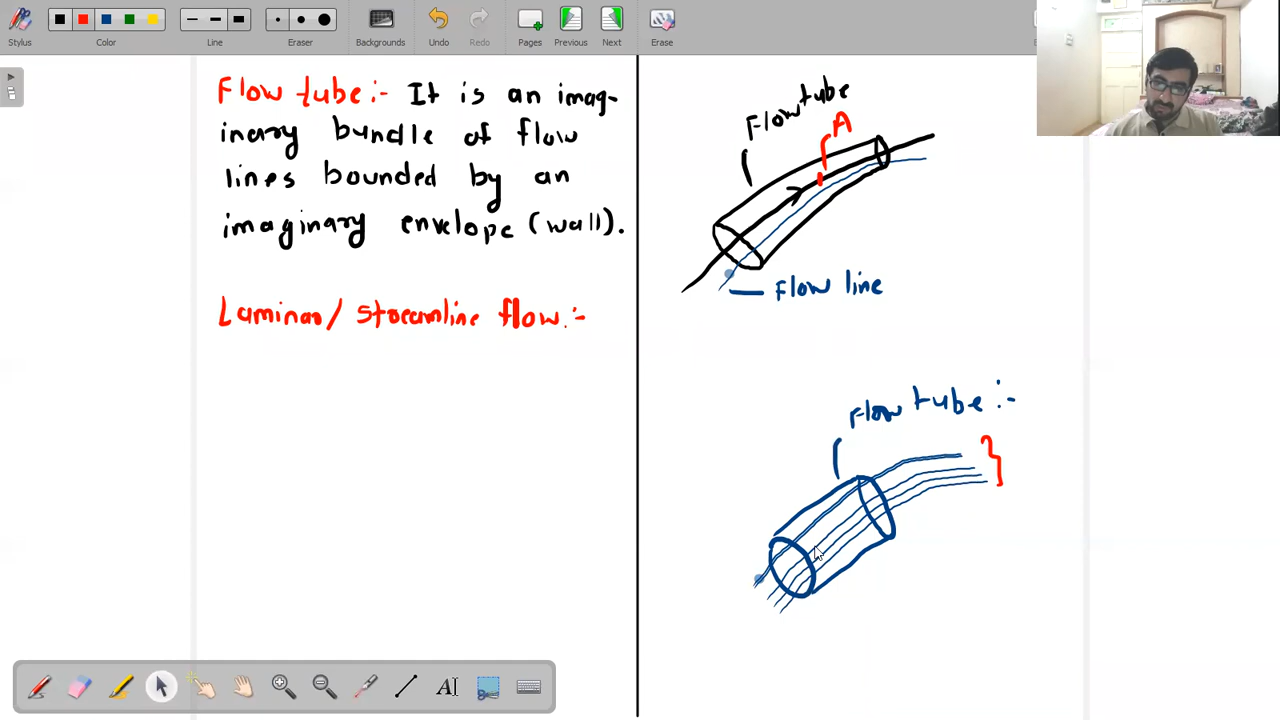 Stylus
Color
Line
Eraser
Backgrounds
Undo
Redo
Pages
Previous
Next
Erase
Flow tube :- It is an imag-
inary bundle of flow
lines bounded by an
imaginary envelope (wall).
Laminar/ streamline flow :-
Flow tube
A
Flow line
Flow tube :-